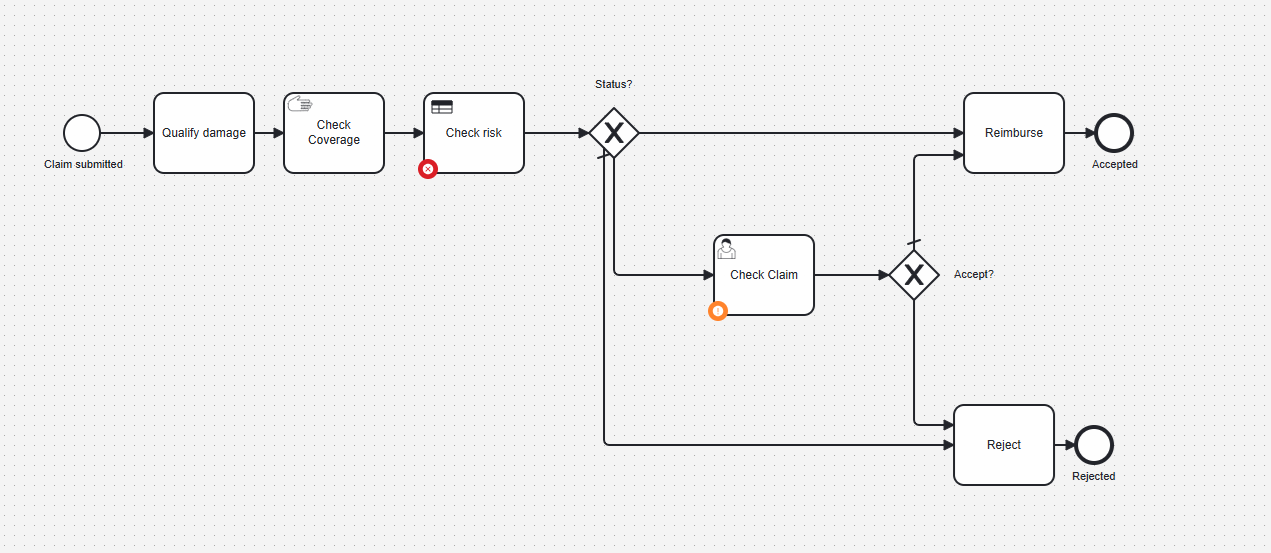 Status?
Qualify damage
Check
Coverage
Check risk
Reimburse
Claim submitted
Accepted
Check Claim
Accept?
Reject
Rejected